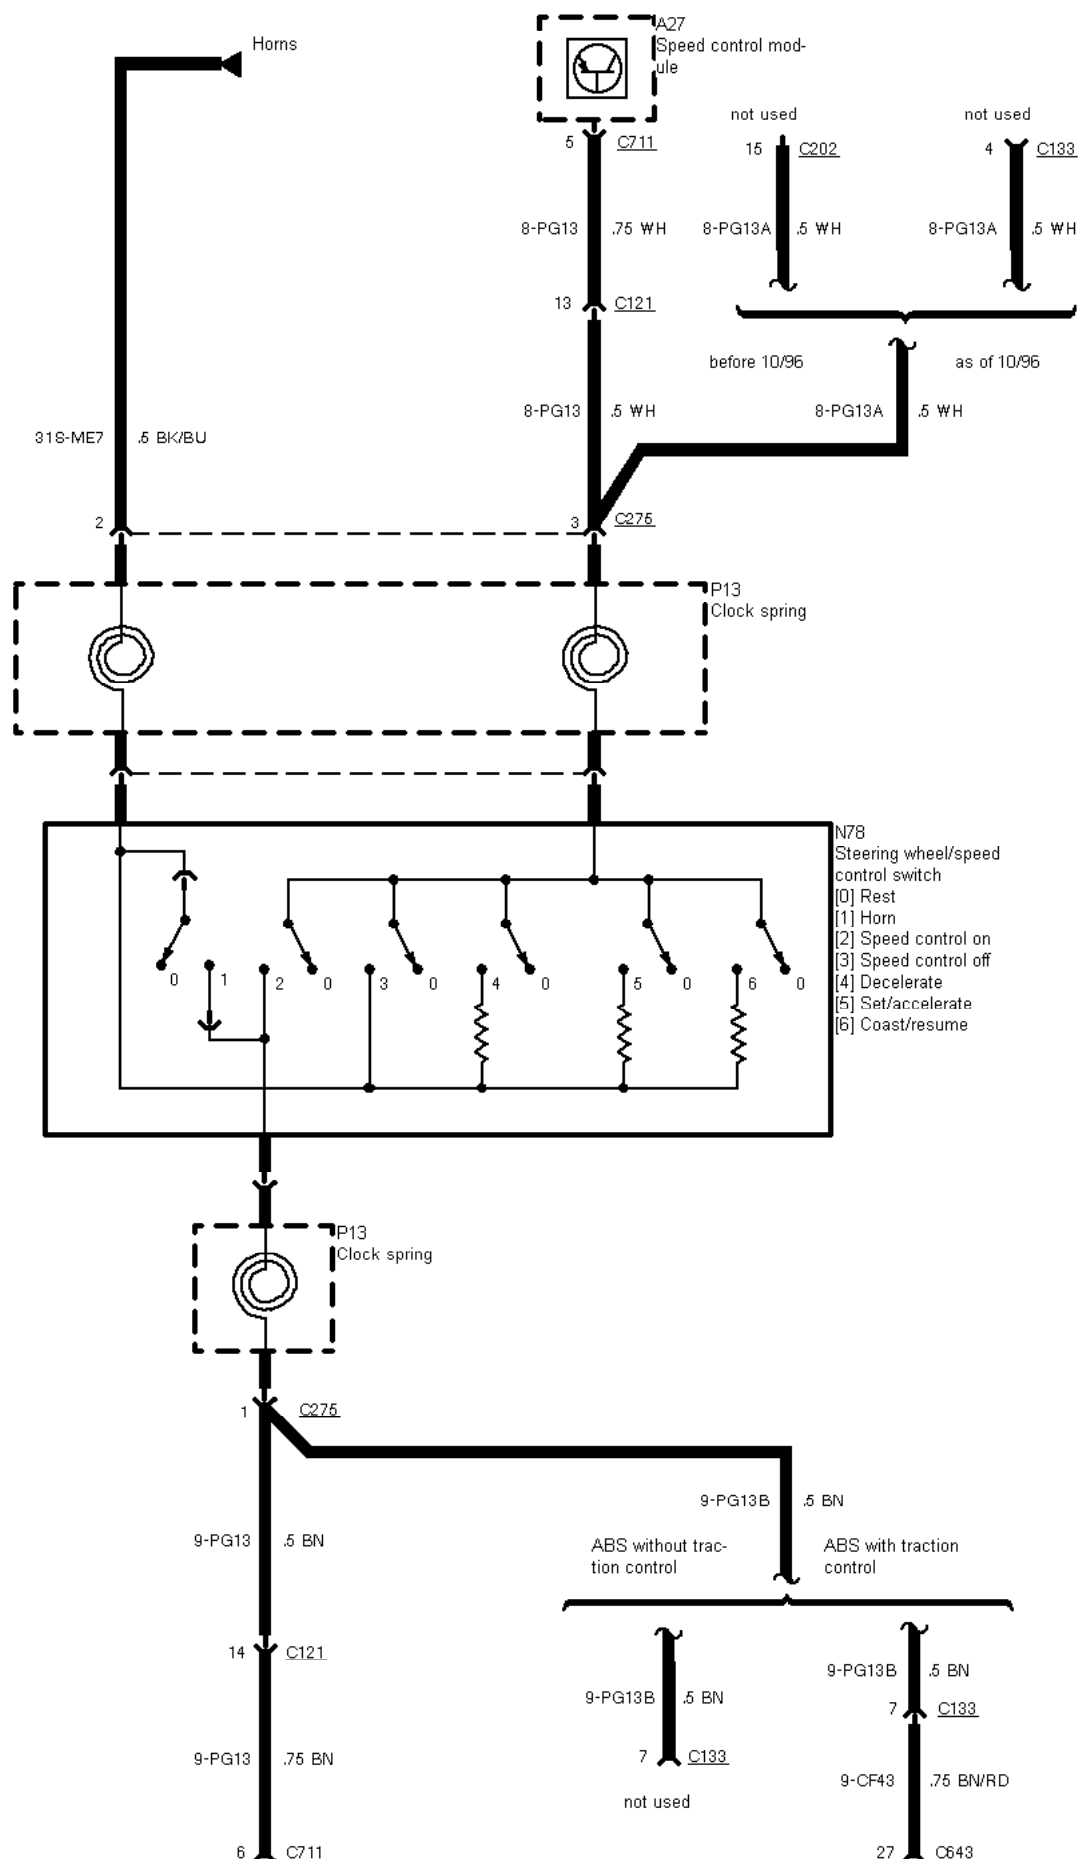 A27
Horns
Speed control mod-
ule
not used
not used
5 C711
15 C202
4 C133
8-PG13 .75 WH
8-PG13A .5 WH
8-PG13A .5 WH
13 C121
before 10/96
as of 10/96
8-PG13 .5 WH
8-PG13A .5 WH
31S-ME7 .5 BK/BU
2
3 C275
P13
Clock spring
N78
Steering wheel/speed
control switch
[0] Rest
[1] Horn
[2] Speed control on
[3] Speed control off
[4] Decelerate
[5] Set/accelerate
[6] Coast/resume
0 1 2 0 3 0 4 0 5 0 6 0
P13
Clock spring
1 C275
9-PG13B .5 BN
9-PG13 .5 BN
ABS without trac-
tion control
ABS with traction
control
14 C121
9-PG13B .5 BN
9-PG13B .5 BN
7 C133
7 C133
9-PG13 .75 BN
9-CF43 .75 BN/RD
not used
6 C711
27 C643